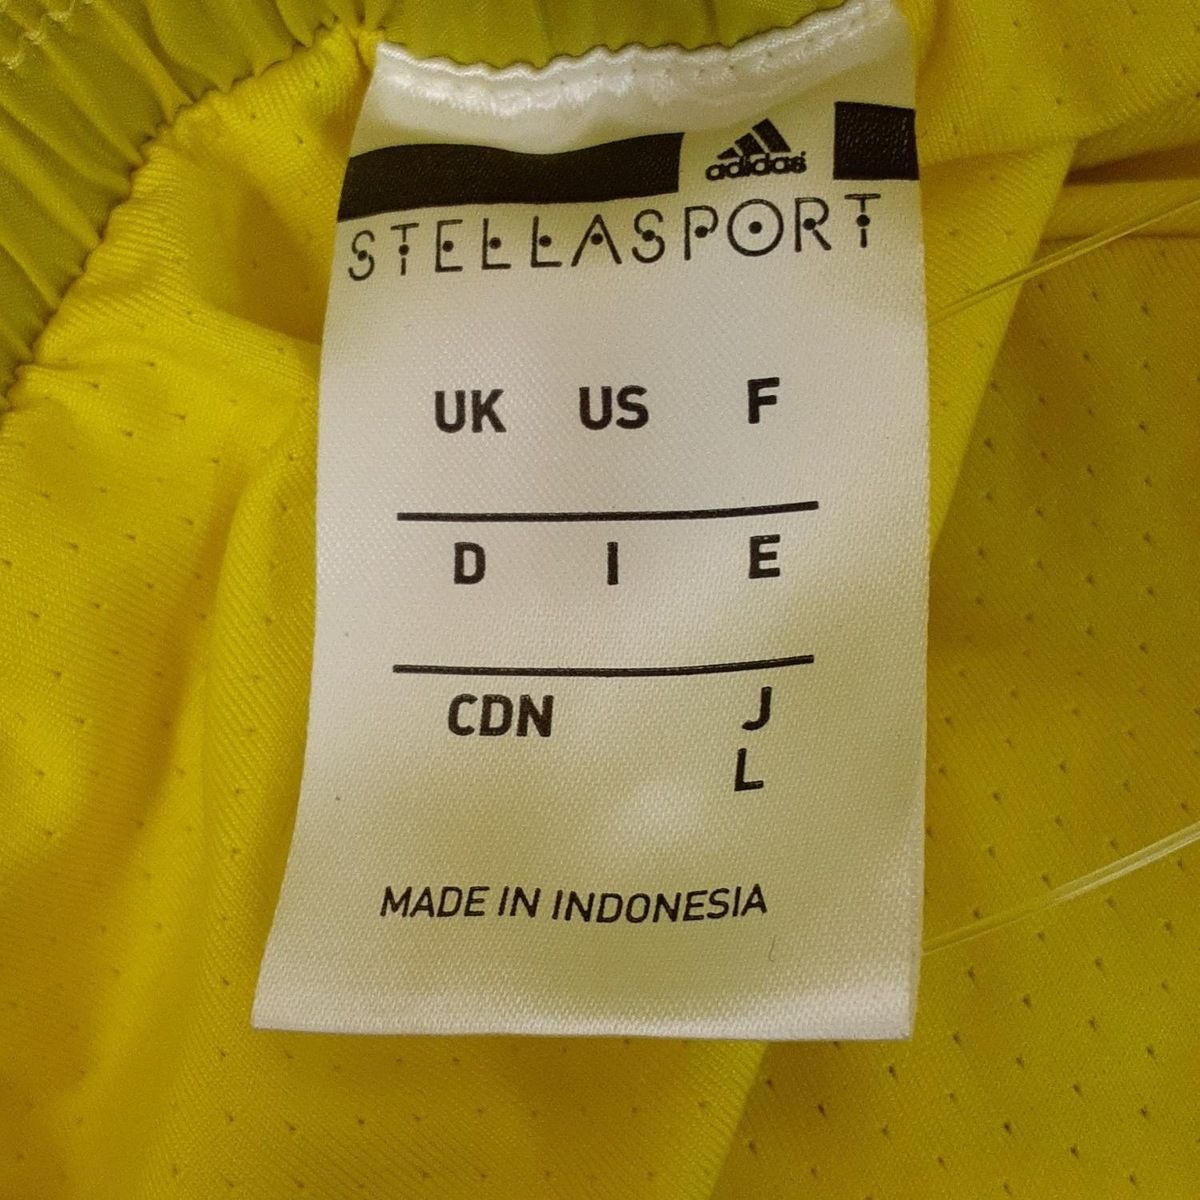 adidas
STELLASPORT
UK US F
D I E
CDN J
L
MADE IN INDONESIA